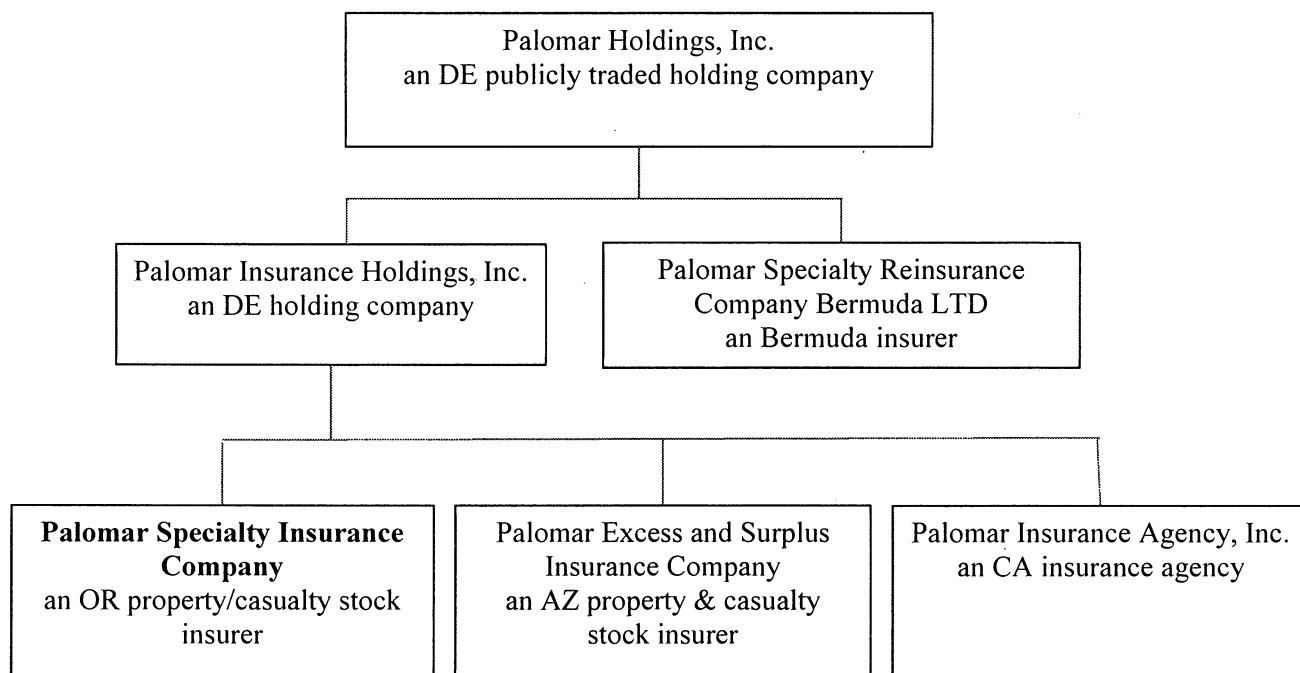 Palomar Holdings, Inc.
an DE publicly traded holding company
Palomar Insurance Holdings, Inc.
an DE holding company
Palomar Specialty Reinsurance
Company Bermuda LTD
an Bermuda insurer
Palomar Specialty Insurance
Company
an OR property/casualty stock
insurer
Palomar Excess and Surplus
Insurance Company
an AZ property & casualty
stock insurer
Palomar Insurance Agency, Inc.
an CA insurance agency